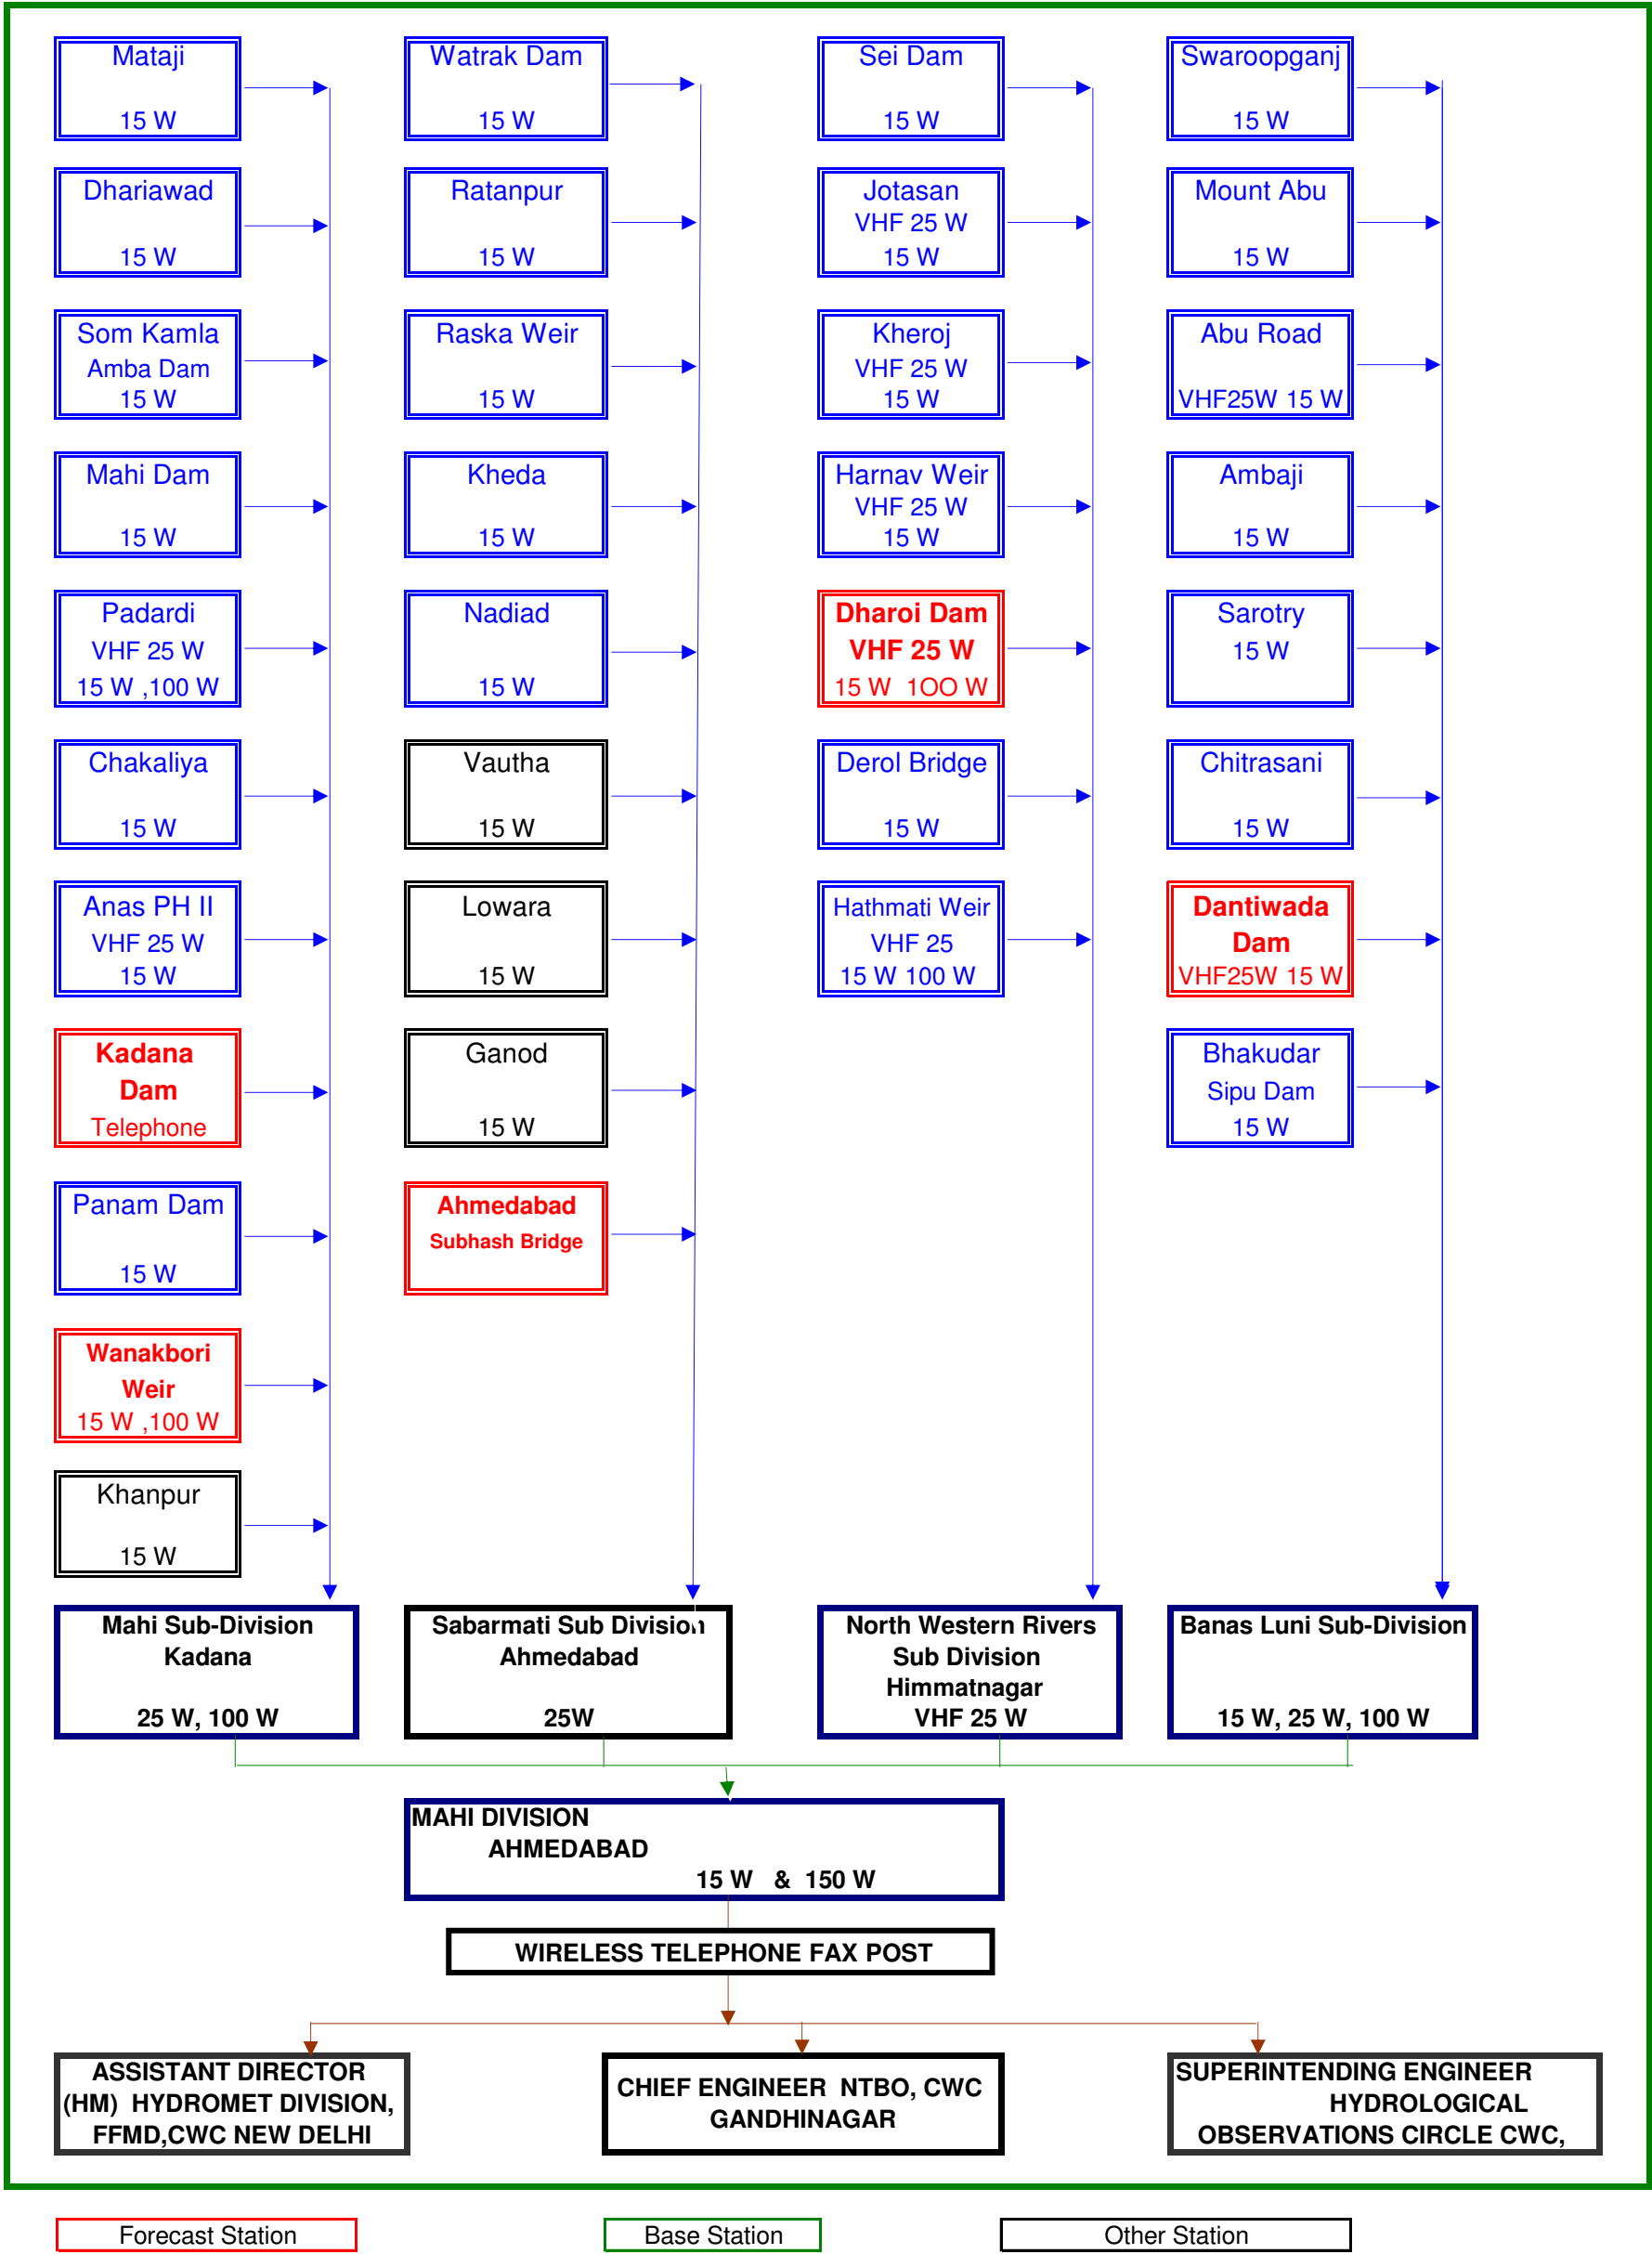 Mataji
15 W
Dhariawad
15 W
Som Kamla
Amba Dam
15 W
Mahi Dam
15 W
Padardi
VHF 25 W
15 W ,100 W
Chakaliya
15 W
Anas PH II
VHF 25 W
15 W
Kadana
Dam
Telephone
Panam Dam
15 W
Wanakbori
Weir
15 W ,100 W
Khanpur
15 W
Watrak Dam
15 W
Ratanpur
15 W
Raska Weir
15 W
Kheda
15 W
Nadiad
15 W
Vautha
15 W
Lowara
15 W
Ganod
15 W
Ahmedabad
Subhash Bridge
Sei Dam
15 W
Jotasan
VHF 25 W
15 W
Kheroj
VHF 25 W
15 W
Harnav Weir
VHF 25 W
15 W
Dharoi Dam
VHF 25 W
15 W 1OO W
Derol Bridge
15 W
Hathmati Weir
VHF 25
15 W 100 W
Swaroopganj
15 W
Mount Abu
15 W
Abu Road
VHF25W 15 W
Ambaji
15 W
Sarotry
15 W
Chitrasani
15 W
Dantiwada
Dam
VHF25W 15 W
Bhakudar
Sipu Dam
15 W
Mahi Sub-Division
Kadana
25 W, 100 W
Sabarmati Sub Division
Ahmedabad
25W
North Western Rivers
Sub Division
Himmatnagar
VHF 25 W
Banas Luni Sub-Division
15 W, 25 W, 100 W
MAHI DIVISION
AHMEDABAD
15 W & 150 W
WIRELESS TELEPHONE FAX POST
ASSISTANT DIRECTOR
(HM) HYDROMET DIVISION,
FFMD,CWC NEW DELHI
CHIEF ENGINEER NTBO, CWC
GANDHINAGAR
SUPERINTENDING ENGINEER
HYDROLOGICAL
OBSERVATIONS CIRCLE CWC,
Forecast Station
Base Station
Other Station